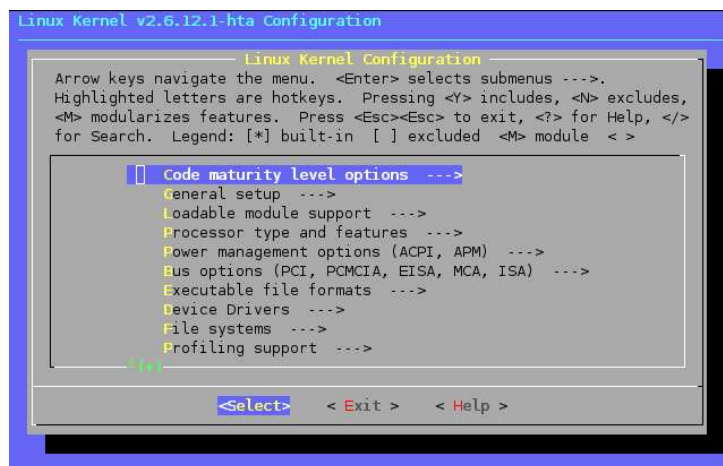 Linux Kernel v2.6.12.1-hta Configuration
Linux Kernel Configuration
Arrow keys navigate the menu.  <Enter> selects submenus --->.
Highlighted letters are hotkeys.  Pressing <Y> includes, <N> excludes,
<M> modularizes features.  Press <Esc><Esc> to exit, <?> for Help, </>
for Search.  Legend: [*] built-in  [ ] excluded  <M> module  < >
Code maturity level options  --->
General setup  --->
Loadable module support  --->
Processor type and features  --->
Power management options (ACPI, APM)  --->
Bus options (PCI, PCMCIA, EISA, MCA, ISA)  --->
Executable file formats  --->
Device Drivers  --->
File systems  --->
Profiling support  --->
<Select>    < Exit >    < Help >